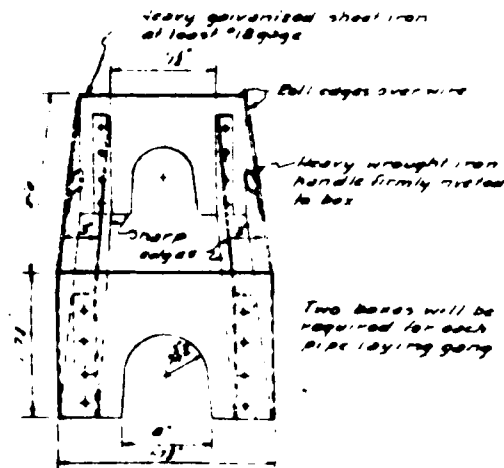 Heavy galvanized sheet iron
at least #18 gage
18"
Roll edges over wire
Heavy wrought iron
handle firmly riveted
to box
Sharp
edges
Two boxes will be
required for each
pipe laying gang